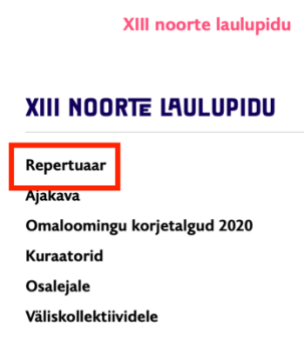 XIII noorte laulupidu
XIII NOORTE LAULUPIDU
Repertuaar
Ajakava
Omaloomingu korjetalgud 2020
Kuraatorid
Osalejale
Väliskollektiividele